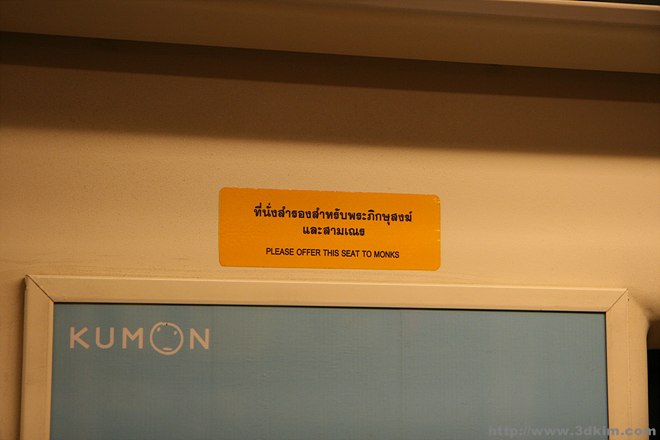 ที่นั่งสำรองสำหรับพระภิกษุสงฆ์
และสามเณร
PLEASE OFFER THIS SEAT TO MONKS
KUMON
http://www.3dkim.com